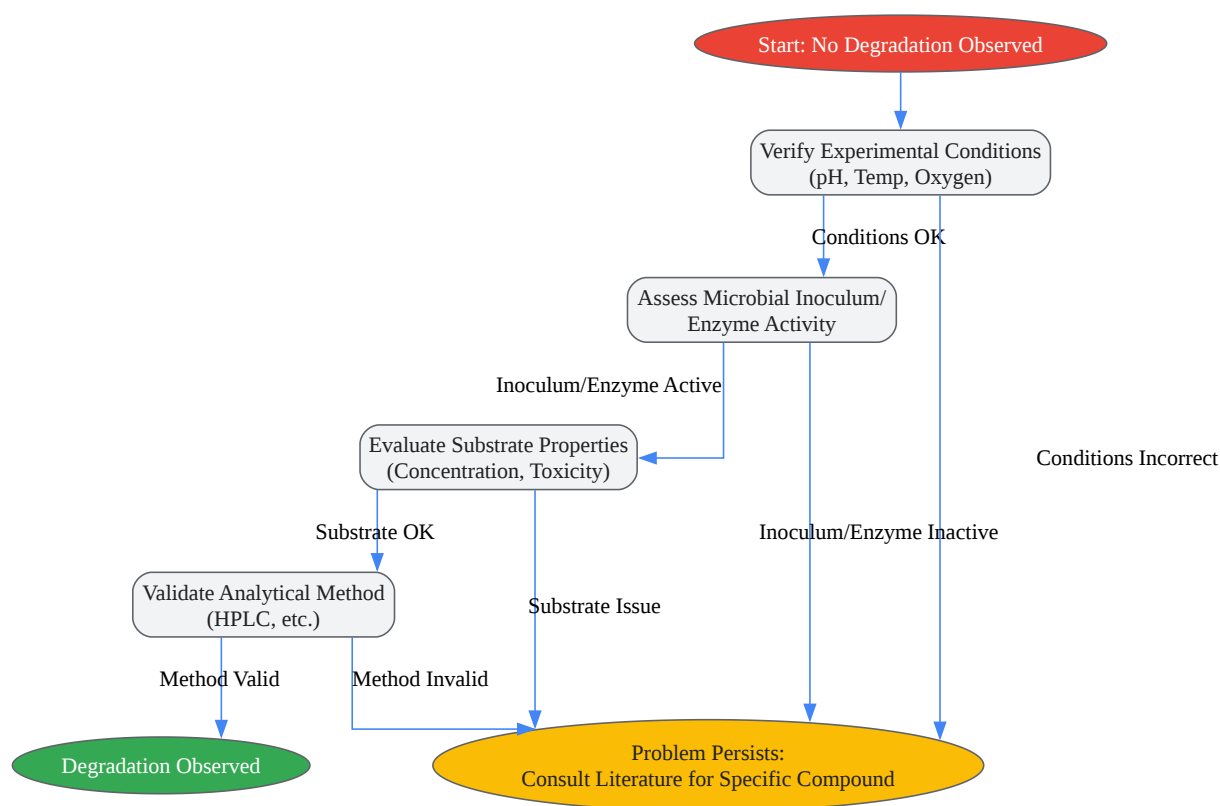 Start: No Degradation Observed
Verify Experimental Conditions
(pH, Temp, Oxygen)
Conditions OK
Assess Microbial Inoculum/
Enzyme Activity
Inoculum/Enzyme Active
Evaluate Substrate Properties
(Concentration, Toxicity)
Conditions Incorrect
Substrate OK
Inoculum/Enzyme Inactive
Validate Analytical Method
(HPLC, etc.)
Substrate Issue
Method Valid
Method Invalid
Degradation Observed
Problem Persists:
Consult Literature for Specific Compound